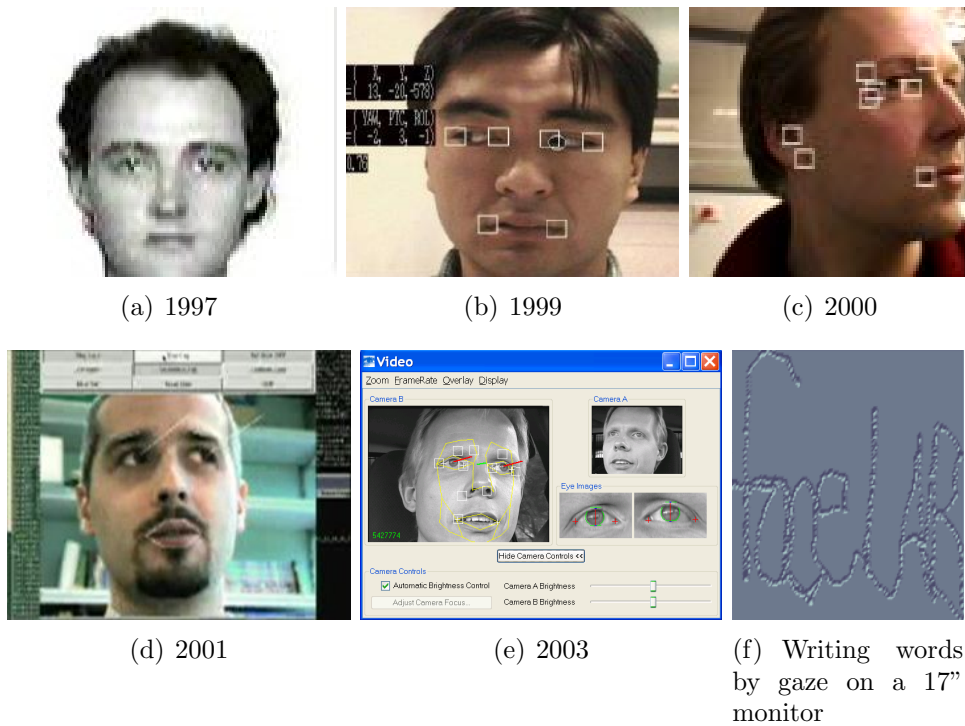 ( X, Y, Z)
=( 13, -20,-578)
( YAW, PTC, ROL)
=( -2, 3, -1)
0.76
(a) 1997
(b) 1999
(c) 2000
(d) 2001
Video
Zoom FrameRate Overlay Display
Camera B
Camera A
Eye Images
5427774
Hide Camera Controls <<
Camera Controls
Automatic Brightness Control
Camera A Brightness
Adjust Camera Focus...
Camera B Brightness
(e) 2003
(f) Writing words
by gaze on a 17”
monitor